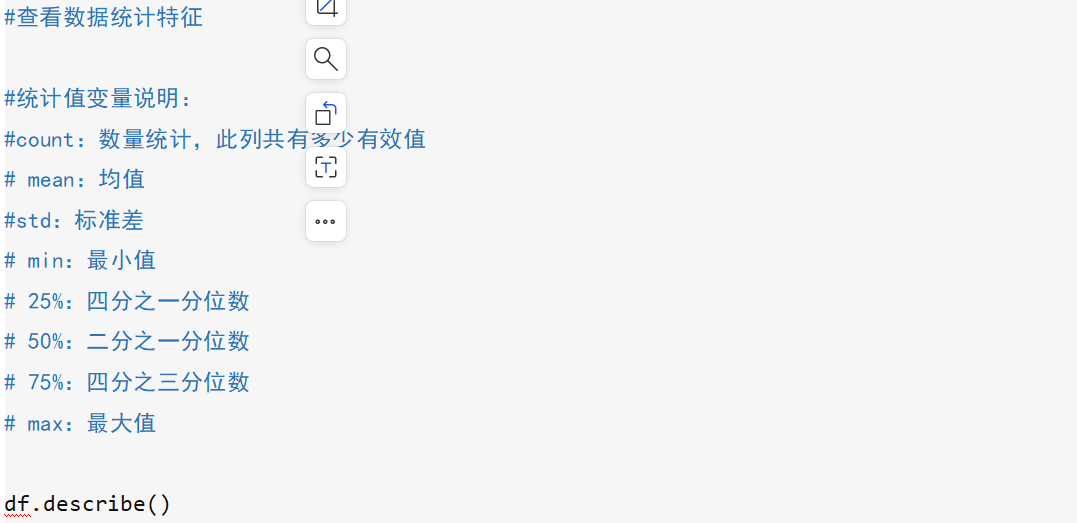 #查看数据统计特征
#统计值变量说明：
#count：数量统计，此列共有多少有效值
# mean：均值
#std：标准差
# min：最小值
# 25%：四分之一分位数
# 50%：二分之一分位数
# 75%：四分之三分位数
# max：最大值
df.describe()